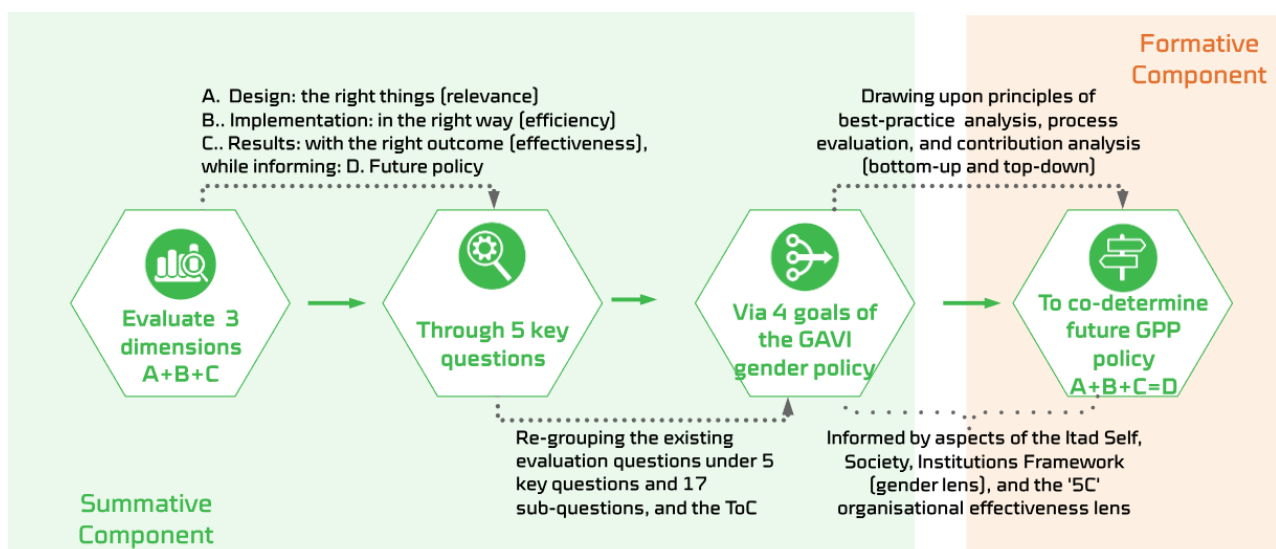 Formative
Component
A. Design: the right things (relevance)
B.. Implementation: in the right way (efficiency)
C.. Results: with the right outcome (effectiveness),
while informing: D. Future policy
Drawing upon principles of
best-practice analysis, process
evaluation, and contribution analysis
(bottom-up and top-down)
Evaluate 3
dimensions
A+B+C
Through 5 key
questions
Via 4 goals of
the GAVI
gender policy
To co-determine
future GPP
policy
A+B+C=D
Re-grouping the existing
evaluation questions under 5
key questions and 17
sub-questions, and the ToC
Informed by aspects of the Itad Self,
Society, Institutions Framework
(gender lens), and the '5C'
organisational effectiveness lens
Summative
Component